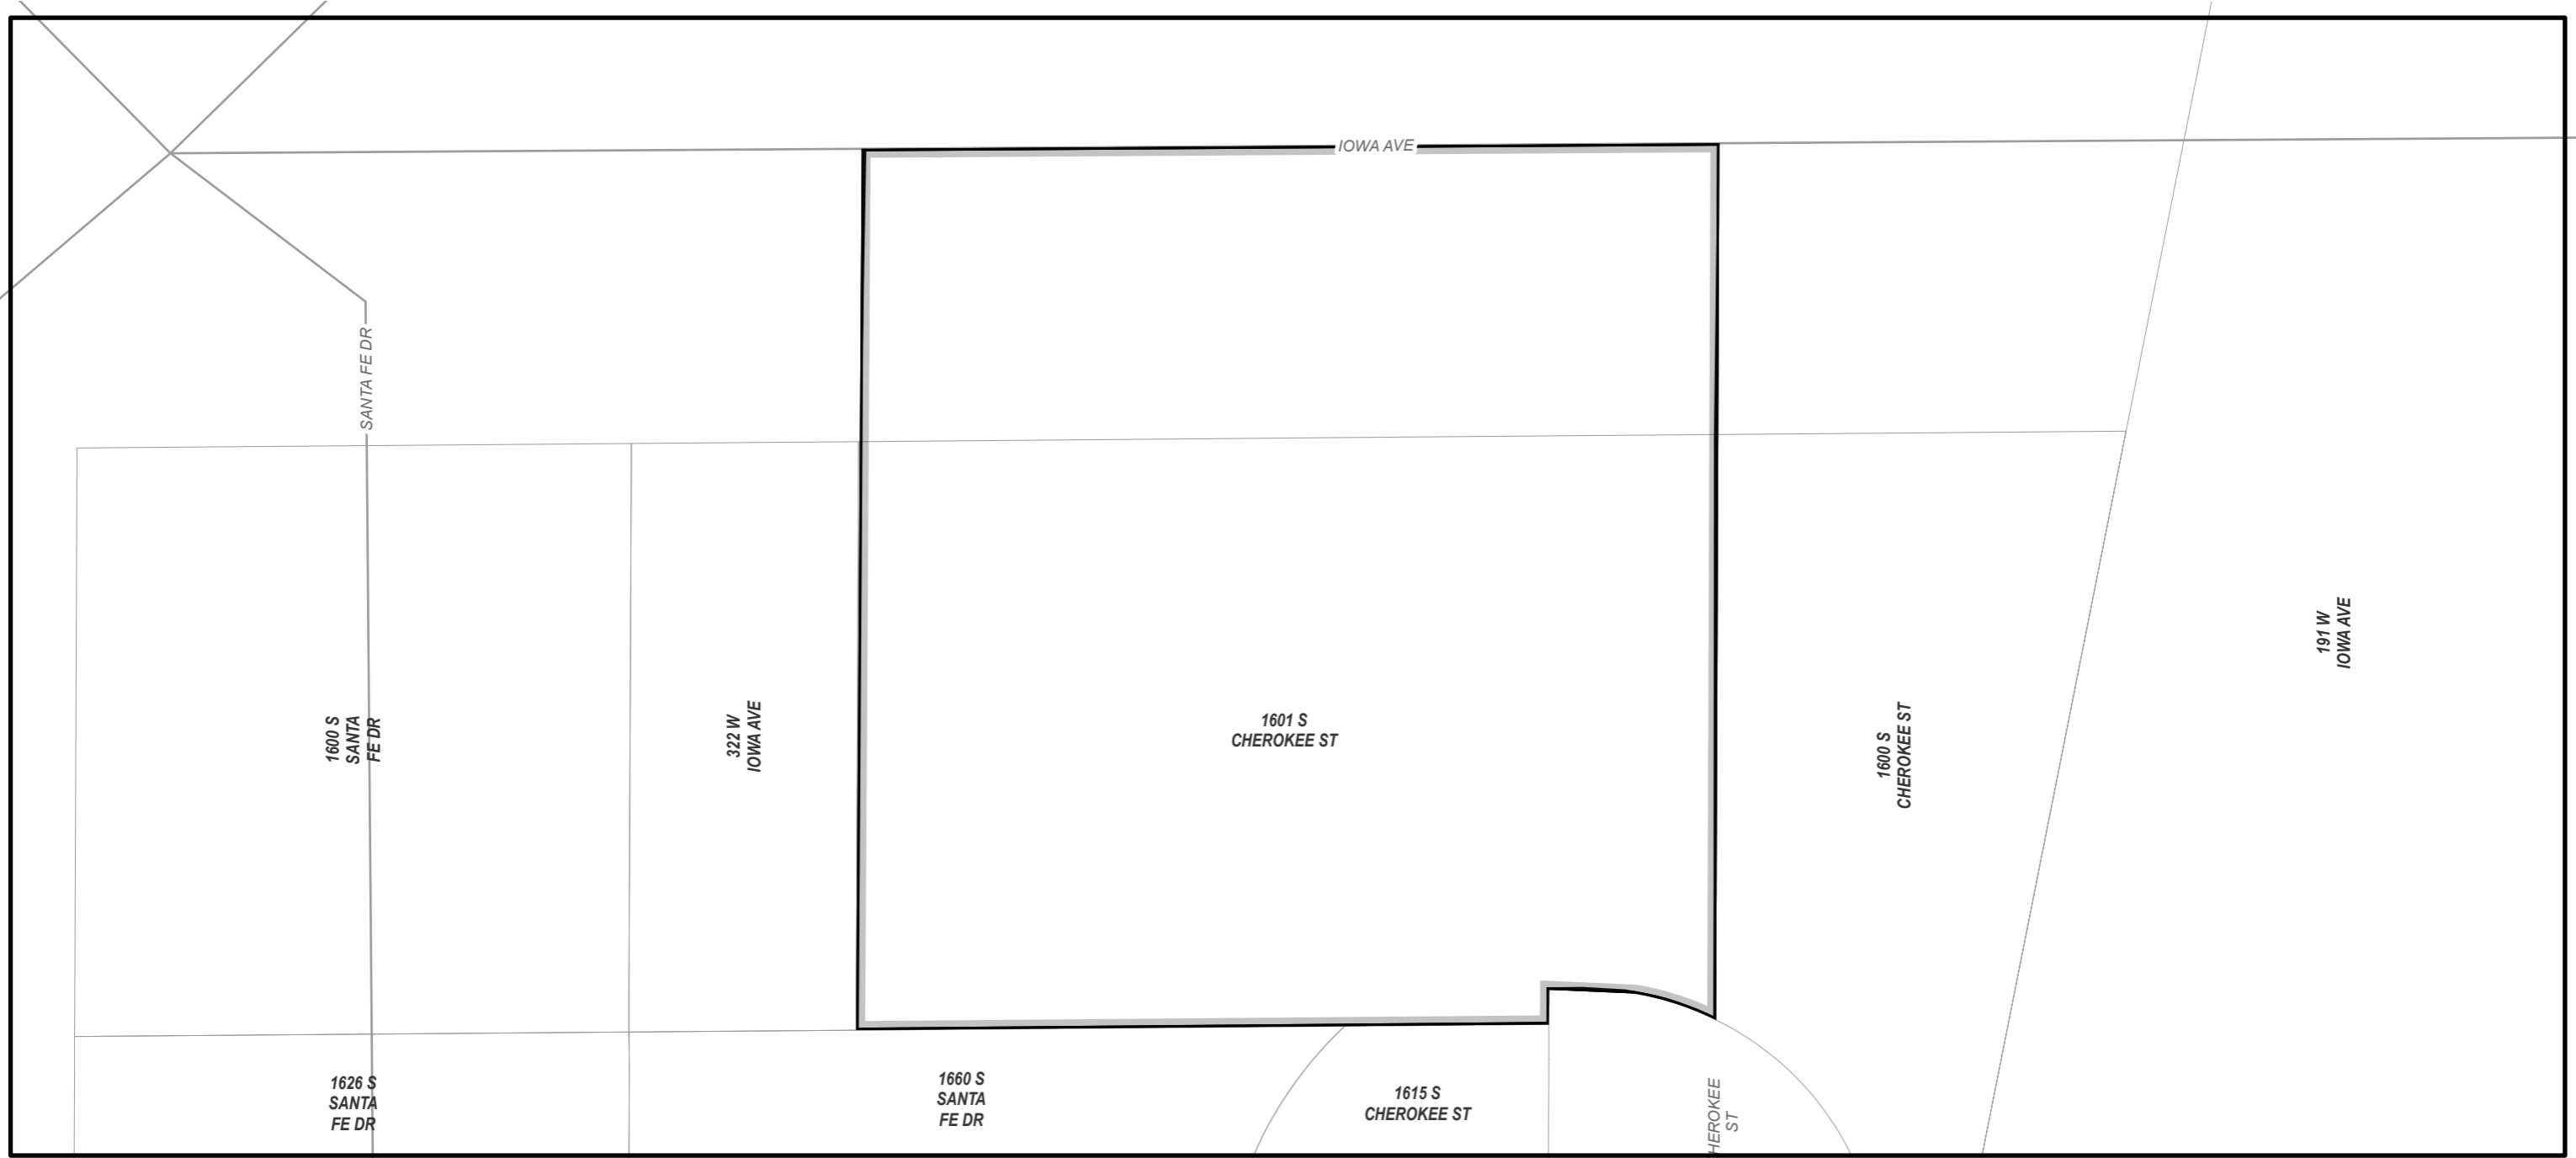 IOWA AVE
SANTA FE DR
1600 S
SANTA
FE DR
322 W
IOWA AVE
1601 S
CHEROKEE ST
1600 S
CHEROKEE ST
191 W
IOWA AVE
1626 S
SANTA
FE DR
1660 S
SANTA
FE DR
1615 S
CHEROKEE ST
HEROKEE
ST